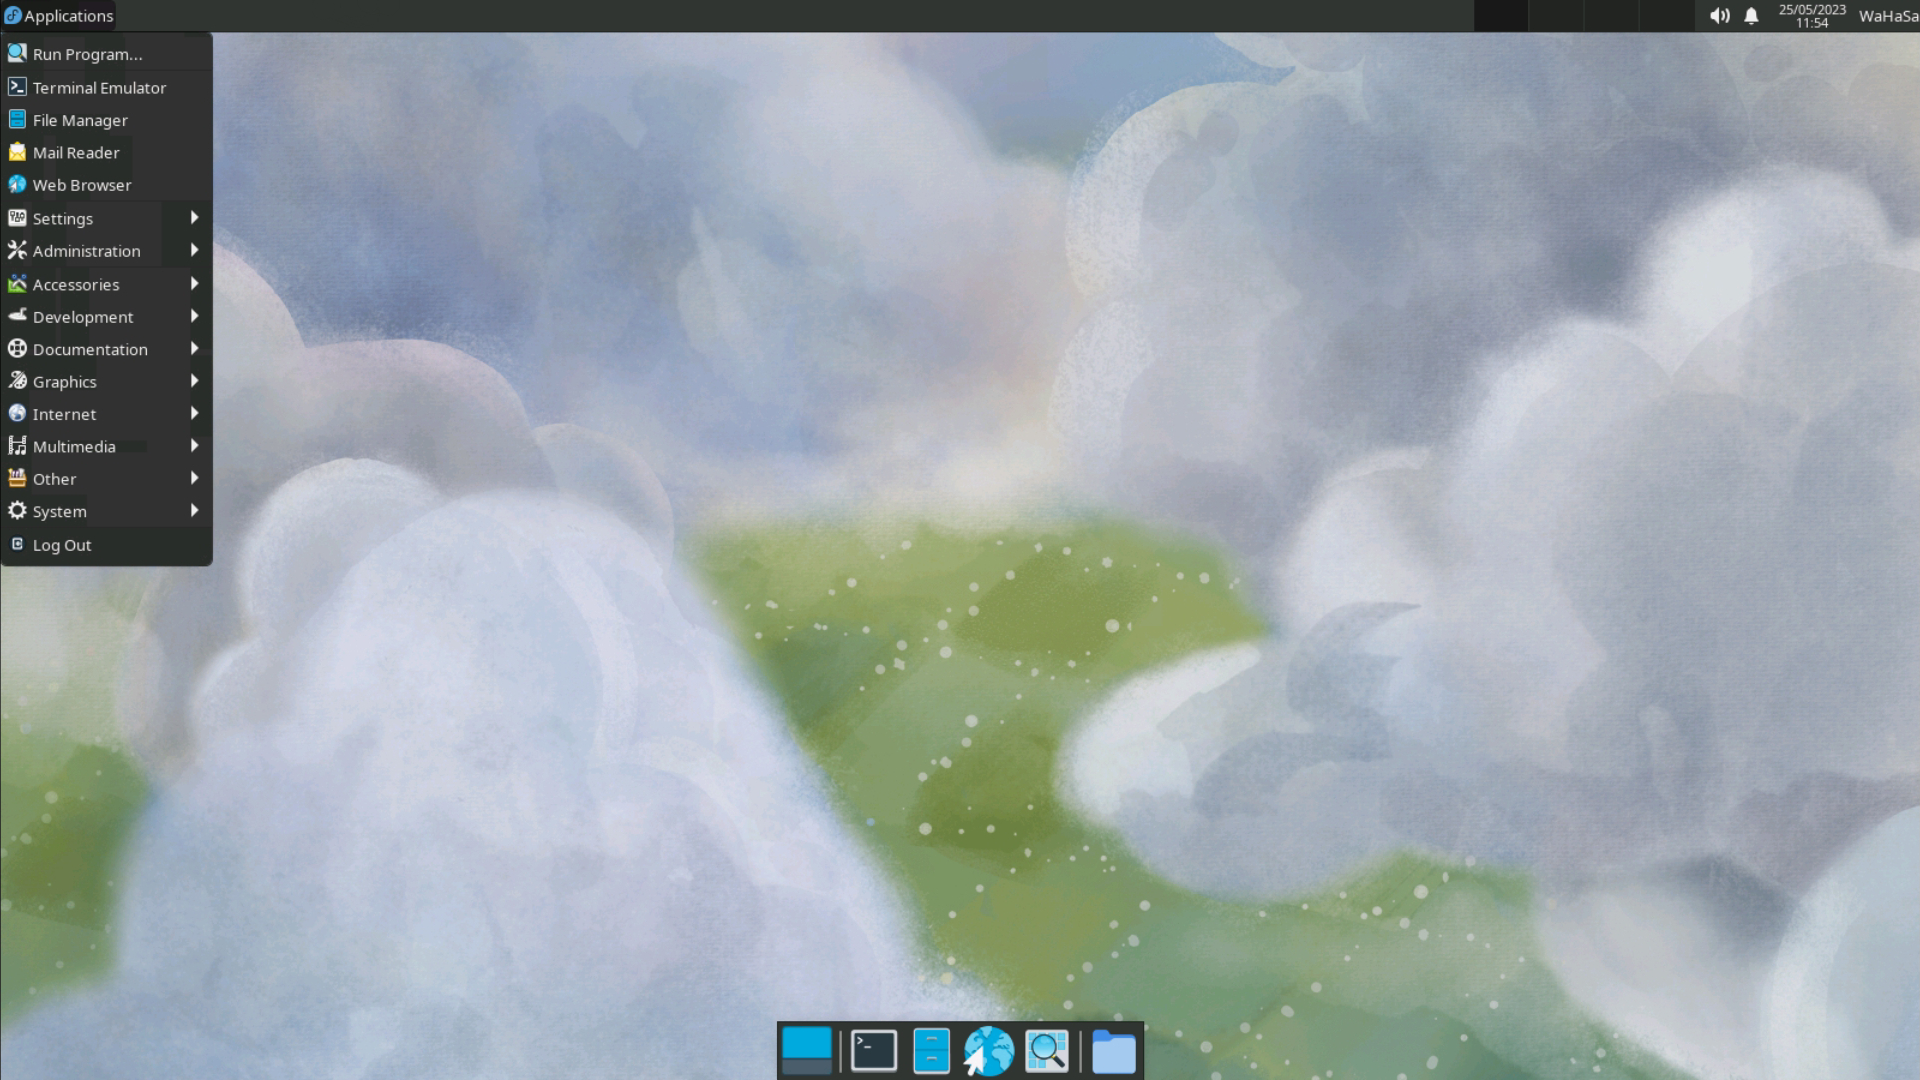 Applications
25/05/2023
11:54
WaHaSa
Run Program...
Terminal Emulator
File Manager
Mail Reader
Web Browser
Settings
Administration
Accessories
Development
Documentation
Graphics
Internet
Multimedia
Other
System
Log Out